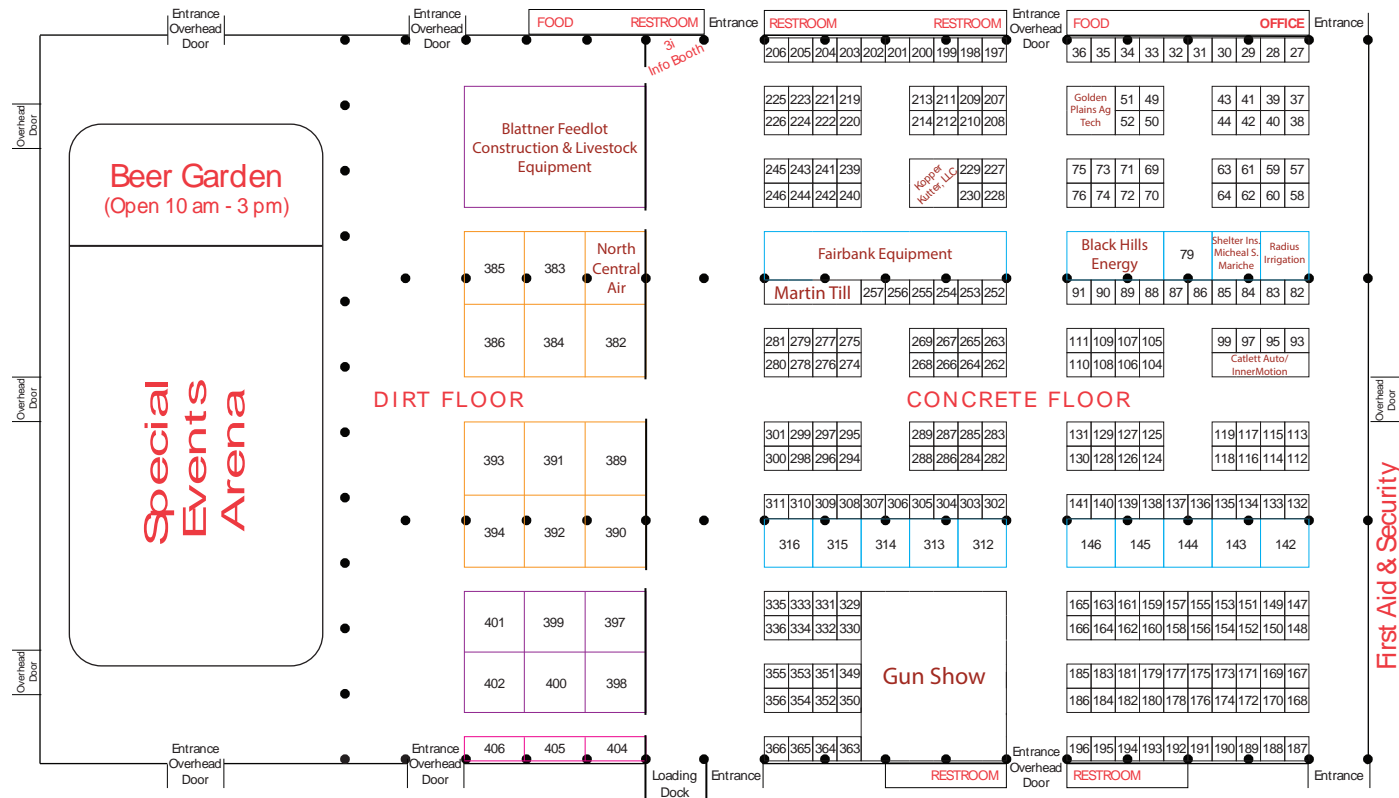 Entrance
Overhead
Door
Entrance
Overhead
Door
FOOD RESTROOM
Entrance
RESTROOM RESTROOM
Entrance
Overhead
Door
FOOD OFFICE
Entrance
3i
Info Booth
206 205 204 203 202 201 200 199 198 197
36 35 34 33 32 31 30 29 28 27
Overhead
Door
Beer Garden
(Open 10 am - 3 pm)
Blattner Feedlot
Construction & Livestock
Equipment
225 223 221 219
226 224 222 220
213 211 209 207
214 212 210 208
Golden
Plains Ag
Tech
51 49
52 50
43 41 39 37
44 42 40 38
245 243 241 239
246 244 242 240
Kopper
Kutter, LLC
229 227
230 228
75 73 71 69
76 74 72 70
63 61 59 57
64 62 60 58
385 383
North
Central
Air
386 384 382
Fairbank Equipment
Martin Till
257 256 255 254 253 252
Black Hills
Energy
79
Shelter Ins.
Micheal S.
Mariche
Radius
Irrigation
91 90 89 88 87 86 85 84 83 82
281 279 277 275
280 278 276 274
269 267 265 263
268 266 264 262
111 109 107 105
110 108 106 104
99 97 95 93
Catlett Auto/
InnerMotion
Overhead
Door
Special
Events
Arena
DIRT FLOOR
CONCRETE FLOOR
Overhead
Door
393 391 389
394 392 390
301 299 297 295
300 298 296 294
289 287 285 283
288 286 284 282
131 129 127 125
130 128 126 124
119 117 115 113
118 116 114 112
311 310 309 308 307 306 305 304 303 302
316 315 314 313 312
141 140 139 138 137 136 135 134 133 132
146 145 144 143 142
First Aid & Security
Overhead
Door
401 399 397
402 400 398
335 333 331 329
336 334 332 330
355 353 351 349
356 354 352 350
Gun Show
165 163 161 159 157 155 153 151 149 147
166 164 162 160 158 156 154 152 150 148
185 183 181 179 177 175 173 171 169 167
186 184 182 180 178 176 174 172 170 168
406 405 404
366 365 364 363
196 195 194 193 192 191 190 189 188 187
Entrance
Overhead
Door
Entrance
Overhead
Door
Loading
Dock
Entrance
RESTROOM
Entrance
Overhead
Door
RESTROOM
Entrance